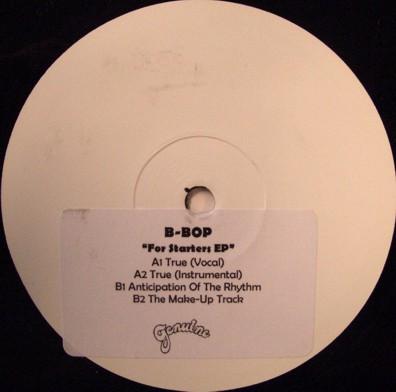 B-BOP
"For Starters EP"
A1 True (Vocal)
A2 True (Instrumental)
B1 Anticipation Of The Rhythm
B2 The Make-Up Track
Genuine